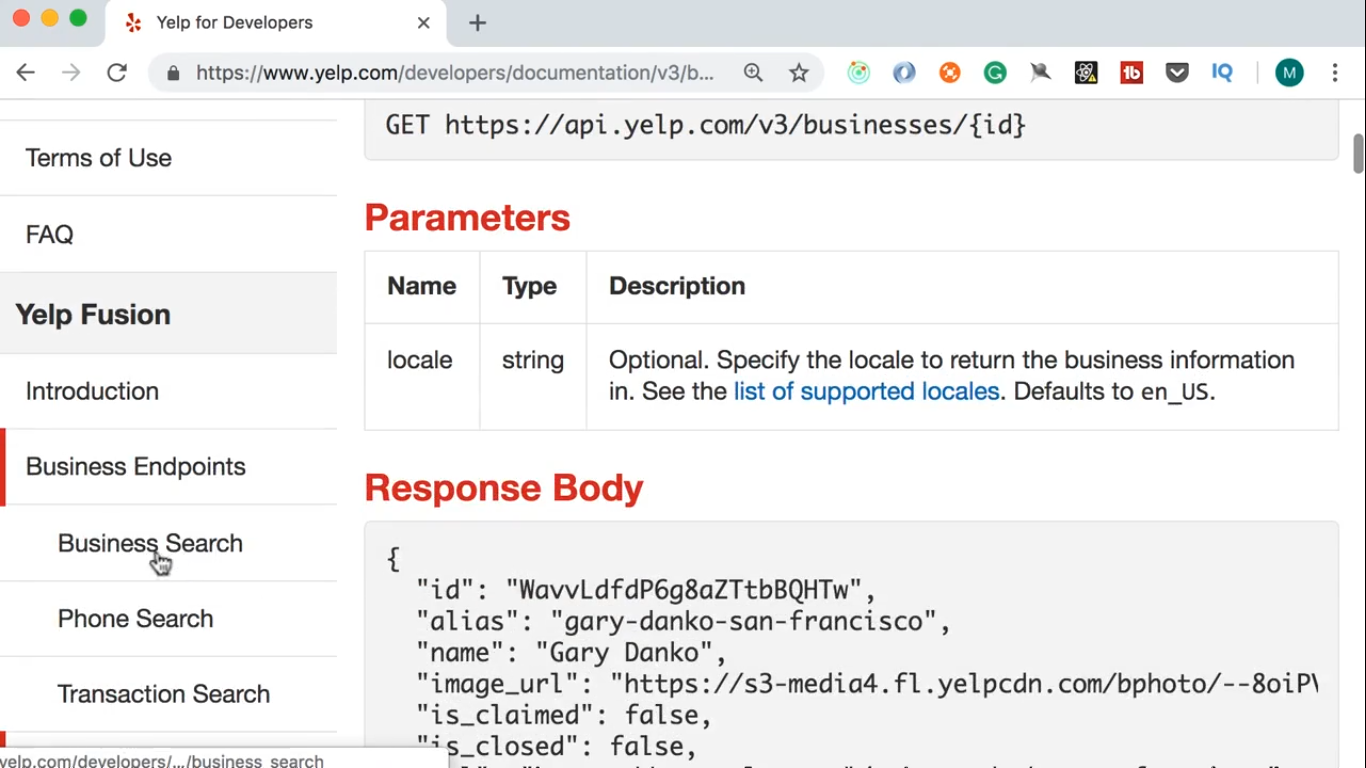 Yelp for Developers
https://www.yelp.com/developers/documentation/v3/b...
IQ
M
Terms of Use
FAQ
Yelp Fusion
Introduction
Business Endpoints
Business Search
Phone Search
Transaction Search
yelp.com/developers/.../business_search
GET https://api.yelp.com/v3/businesses/{id}
Parameters
Name Type Description
locale string Optional. Specify the locale to return the business information
in. See the list of supported locales. Defaults to en_US.
Response Body
{
"id": "WavvLdfdP6g8aZTtbBQHTw",
"alias": "gary-danko-san-francisco",
"name": "Gary Danko",
"image_url": "https://s3-media4.fl.yelpcdn.com/bphoto/--8oiPV
"is_claimed": false,
"is_closed": false,